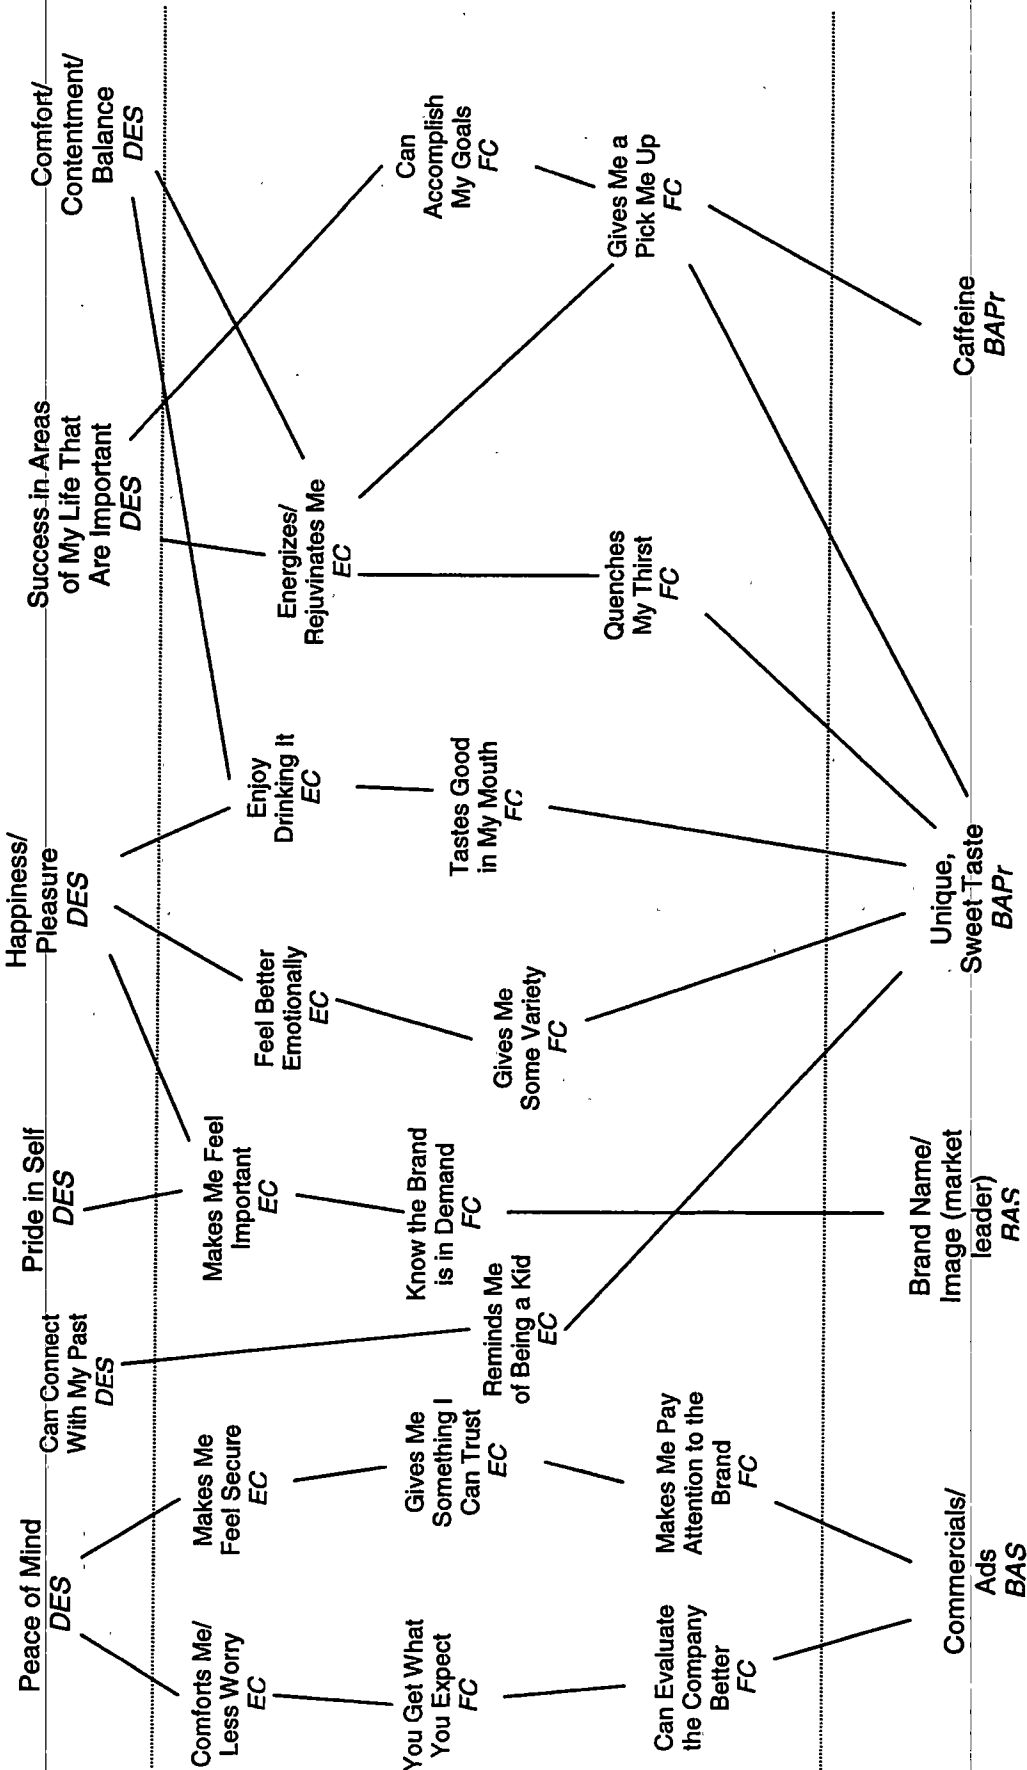 Peace of Mind
DES
Can Connect
With My Past
DES
Pride in Self
DES
Happiness/
Pleasure
DES
Success in Areas
of My Life That
Are Important
DES
Comfort/
Contentment/
Balance
DES
Comforts Me/
Less Worry
EC
Makes Me
Feel Secure
EC
Makes Me Feel
Important
EC
Feel Better
Emotionally
EC
Enjoy
Drinking It
EC
Energizes/
Rejuvinates Me
EC
Can
Accomplish
My Goals
FC
You Get What
You Expect
FC
Gives Me
Something I
Can Trust
EC
Know the Brand
is in Demand
FC
Reminds Me
of Being a Kid
EC
Gives Me
Some Variety
FC
Tastes Good
in My Mouth
FC
Quenches
My Thirst
FC
Gives Me a
Pick Me Up
FC
Can Evaluate
the Company
Better
FC
Makes Me Pay
Attention to the
Brand
FC
Commercials/
Ads
BAS
Brand Name/
Image (market
leader)
RAS
Unique,
Sweet Taste
BAPr
Caffeine
BAPr